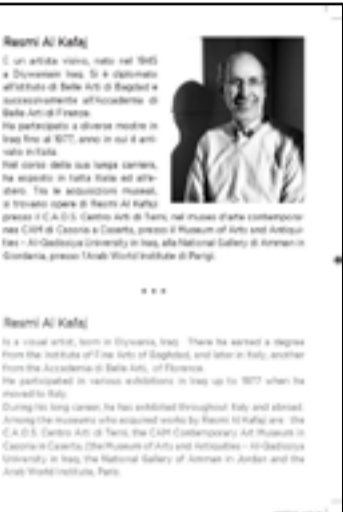 Resmi Al Kafaj
È un artista visivo, nato nel 1945
a Diywaneia Iraq. Si è diplomato
all'Istituto di Belle Arti di Bagdad e
successivamente all'Accademia di
Belle Arti di Firenze.
Ha partecipato a diverse mostre in
Iraq fino al 1977, anno in cui è arri-
vato in Italia.
Nel corso della sua lunga carriera,
ha esposto in tutta Italia ed all'e-
stero. Tra le acquisizioni museali,
si trovano opere di Resmi Al Kafaj
presso il C.A.O.S. Centro Arti di Terni, nel museo d'arte contempora-
nea CAM di Casoria a Caserta, presso il Museum of Arts and Antiqui-
ties - Al-Qadissiya University in Iraq, alla National Gallery di Amman in
Giordania, presso l'Arab World Institute di Parigi.
Resmi Al Kafaj
Is a visual artist, born in Diywania, Iraq. There he earned a degree
from the Institute of Fine Arts of Baghdad, and later in Italy, another
from the Accademia di Belle Arti, of Florence.
He participated in various exhibitions in Iraq up to 1977 when he
moved to Italy.
During his long career, he has exhibited throughout Italy and abroad.
Among the museums who acquired works by Resmi Al Kafaj are: the
C.A.O.S. Centro Arti di Terni, the CAM Contemporary Art Museum in
Casoria in Caserta, (the Museum of Arts and Antiquities - Al-Qadissiya
University in Iraq, the National Gallery of Amman in Jordan and the
Arab World Institute, Paris.